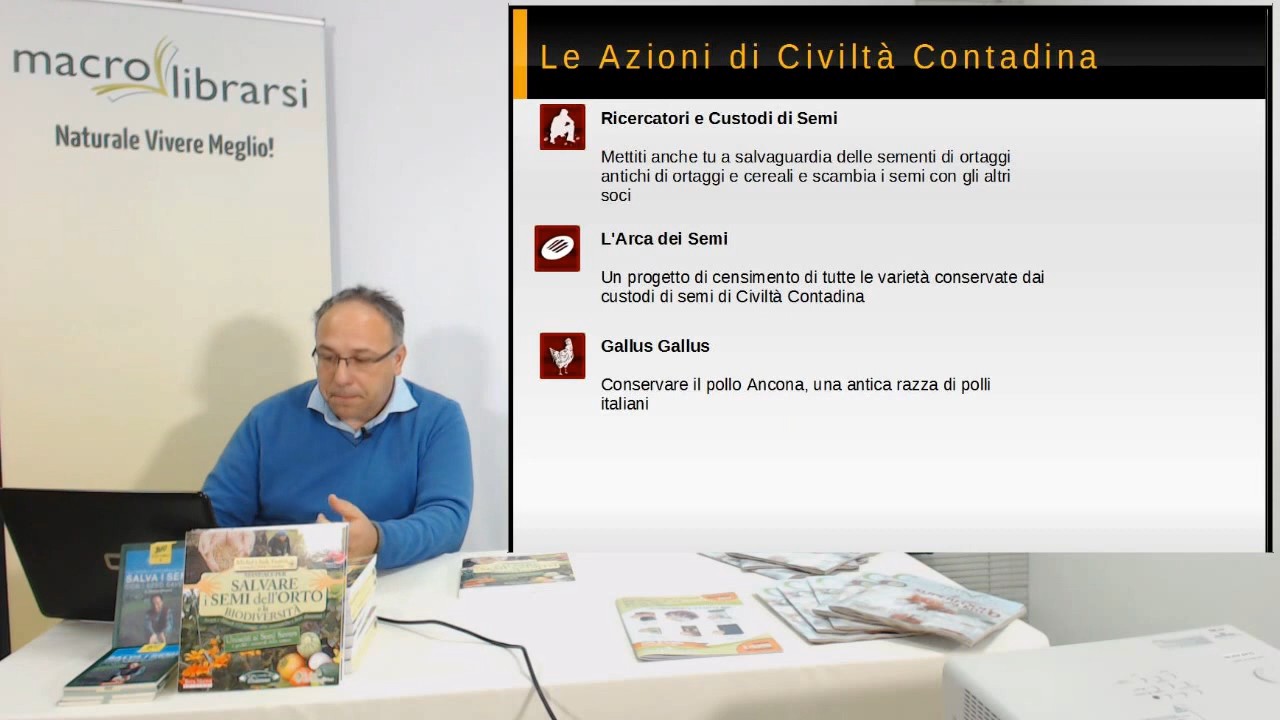 macrolibrarsi
Naturale Vivere Meglio!
Le Azioni di Civiltà Contadina
Ricercatori e Custodi di Semi
Mettiti anche tu a salvaguardia delle sementi di ortaggi
antichi di ortaggi e cereali e scambia i semi con gli altri
soci
L'Arca dei Semi
Un progetto di censimento di tutte le varietà conservate dai
custodi di semi di Civiltà Contadina
Gallus Gallus
Conservare il pollo Ancona, una antica razza di polli
italiani
SALVARE
i SEMI dell'ORTO
e la
BIODIVERSITÀ
SALVA I SEMI